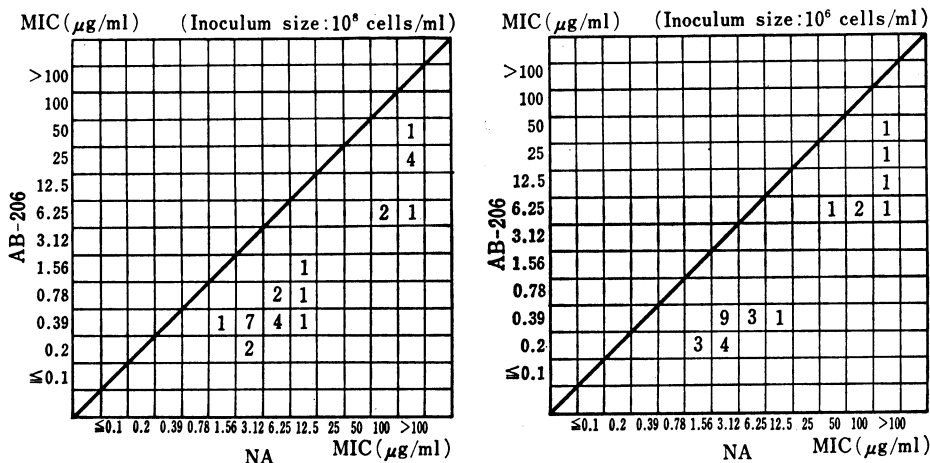 MIC (μg/ml) (Inoculum size:10⁸ cells/ml)
>100
100
50 1
25 4
12.5
6.25 2 1
3.12
1.56 1
0.78 2 1
0.39 1 7 4 1
0.2 2
≦0.1
AB-206
≦0.1 0.2 0.39 0.78 1.56 3.12 6.25 12.5 25 50 100 >100
NA MIC(μg/ml)
MIC (μg/ml) (Inoculum size:10⁶ cells/ml)
>100
100
50 1
25 1
12.5 1
6.25 1 2 1
3.12
1.56
0.78
0.39 9 3 1
0.2 3 4
≦0.1
AB-206
≦0.1 0.2 0.39 0.78 1.56 3.12 6.25 12.5 25 50 100 >100
NA MIC(μg/ml)